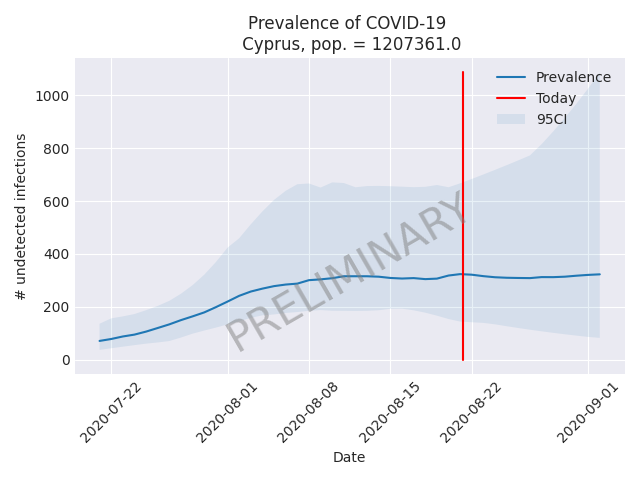 Prevalence of COVID-19
Cyprus, pop. = 1207361.0
Prevalence
Today
95CI
1000
800
600
400
200
0
# undetected infections
PRELIMINARY
2020-07-22
2020-08-01
2020-08-08
2020-08-15
2020-08-22
2020-09-01
Date